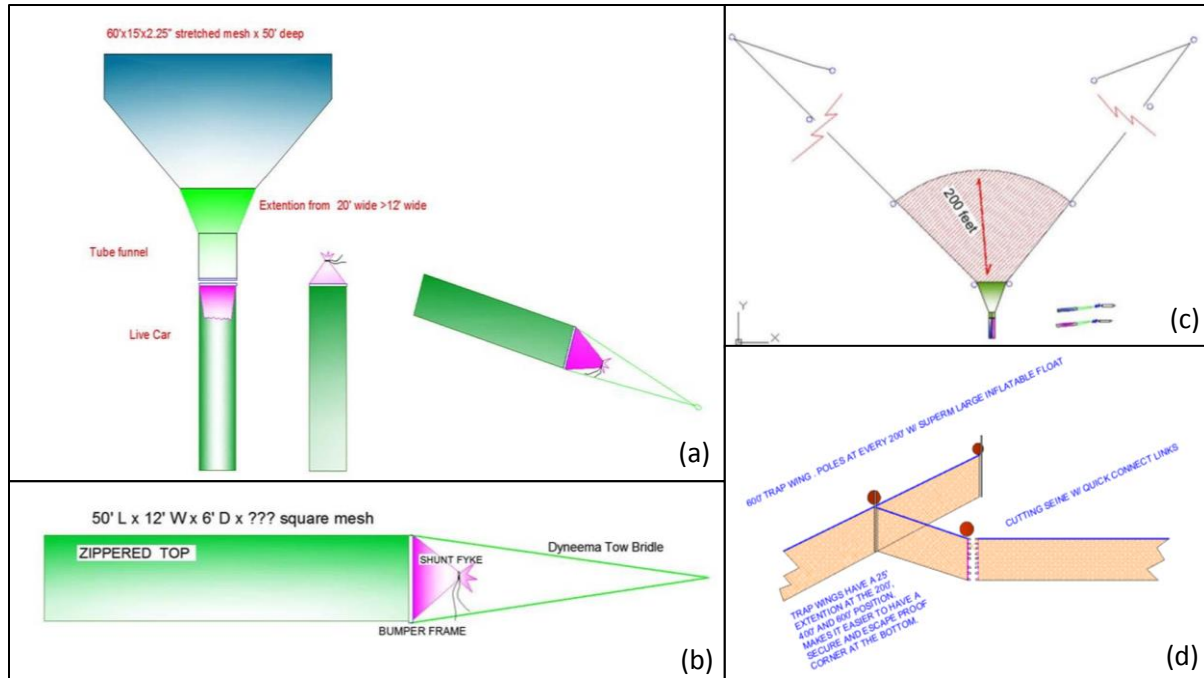 60'x15'x2.25" stretched mesh x 50' deep
Extention from 20' wide >12' wide
Tube funnel
Live Car
(a)
50' L x 12' W x 6' D x ??? square mesh
ZIPPERED TOP
SHUNT FYKE
Dyneema Tow Bridle
BUMPER FRAME
(b)
200 feet
Y
X
(c)
600' TRAP WING . POLES AT EVERY 200' W/ SUPERM LARGE INFLATABLE FLOAT
CUTTING SEINE W/ QUICK CONNECT LINKS
TRAP WINGS HAVE A 25'
EXTENTION AT THE 200',
400' AND 600' POSITION.
MAKES IT EASIER TO HAVE A
SECURE AND ESCAPE PROOF
CORNER AT THE BOTTOM.
(d)